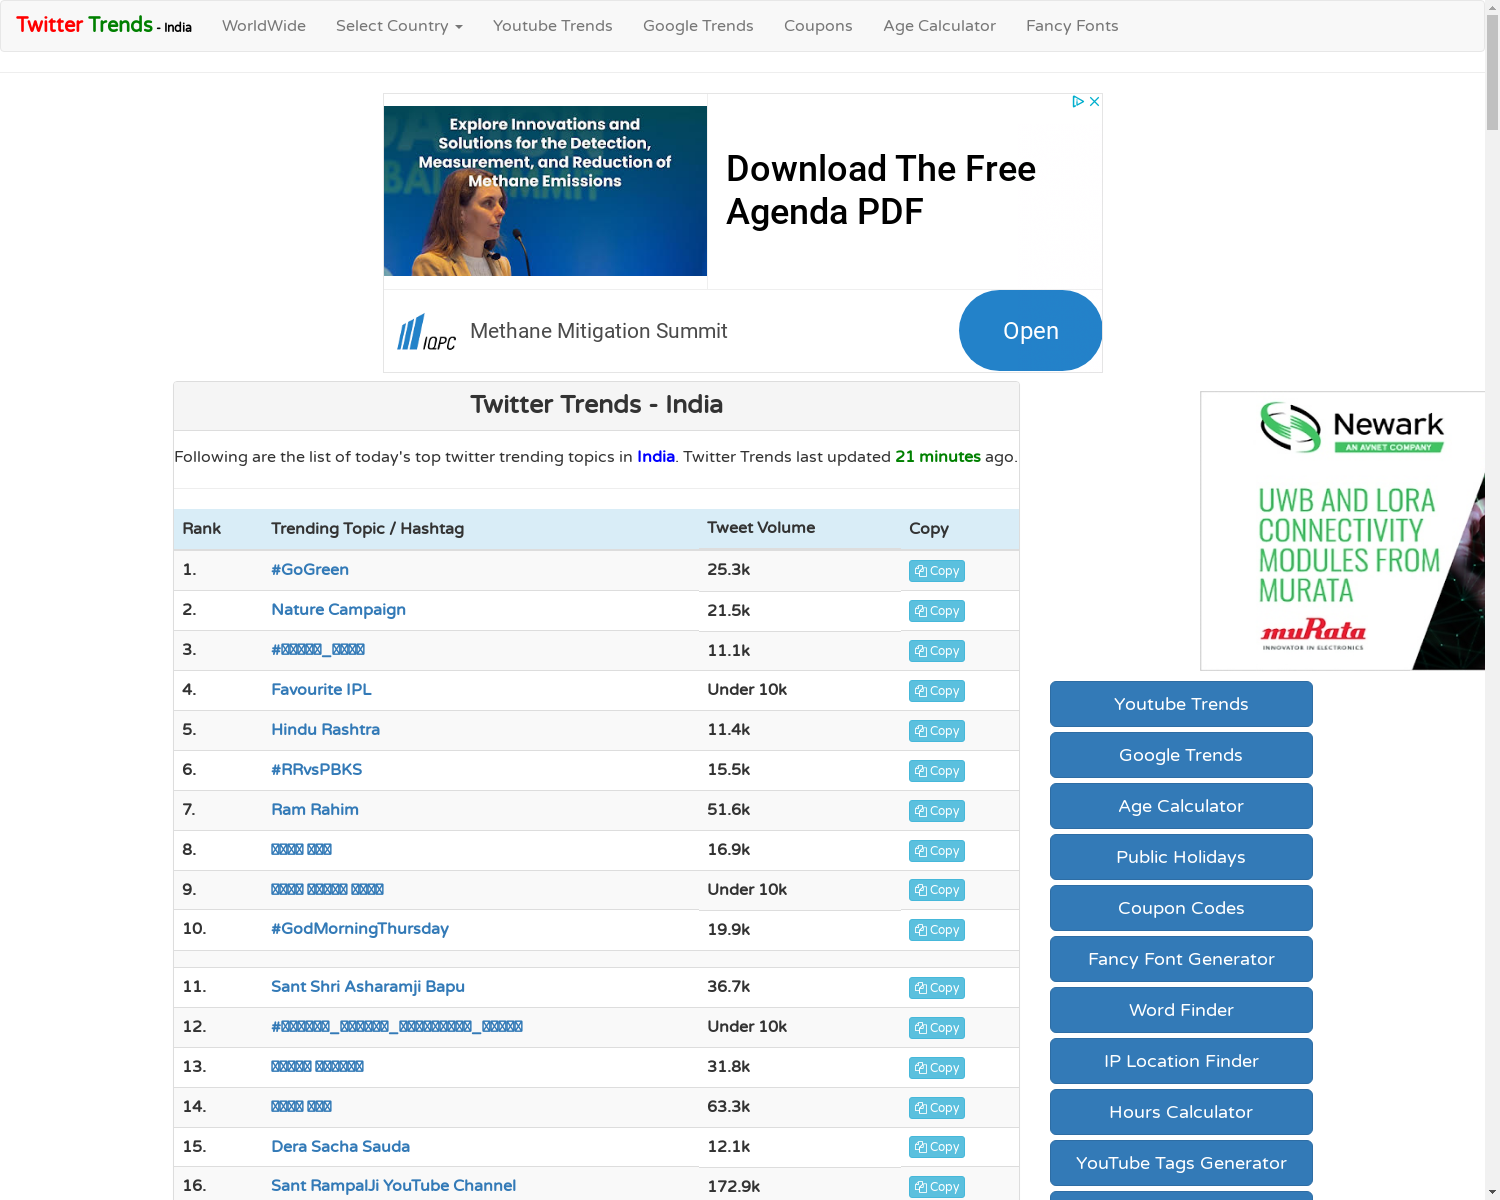 Twitter Trends - India
WorldWide
Select Country
Youtube Trends
Google Trends
Coupons
Age Calculator
Fancy Fonts
Explore Innovations and
Solutions for the Detection,
Measurement, and Reduction of
Methane Emissions
Download The Free
Agenda PDF
IQPC
Methane Mitigation Summit
Open
Twitter Trends - India
Following are the list of today's top twitter trending topics in India. Twitter Trends last updated 21 minutes ago.
Rank Trending Topic / Hashtag Tweet Volume Copy
1. #GoGreen 25.3k Copy
2. Nature Campaign 21.5k Copy
3. 11.1k Copy
4. Favourite IPL Under 10k Copy
5. Hindu Rashtra 11.4k Copy
6. #RRvsPBKS 15.5k Copy
7. Ram Rahim 51.6k Copy
8. 16.9k Copy
9. Under 10k Copy
10. #GodMorningThursday 19.9k Copy
11. Sant Shri Asharamji Bapu 36.7k Copy
12. Under 10k Copy
13. 31.8k Copy
14. 63.3k Copy
15. Dera Sacha Sauda 12.1k Copy
16. Sant RampalJi YouTube Channel 172.9k Copy
Newark
AN AVNET COMPANY
UWB AND LORA
CONNECTIVITY
MODULES FROM
MURATA
muRata
INNOVATOR IN ELECTRONICS
Youtube Trends
Google Trends
Age Calculator
Public Holidays
Coupon Codes
Fancy Font Generator
Word Finder
IP Location Finder
Hours Calculator
YouTube Tags Generator